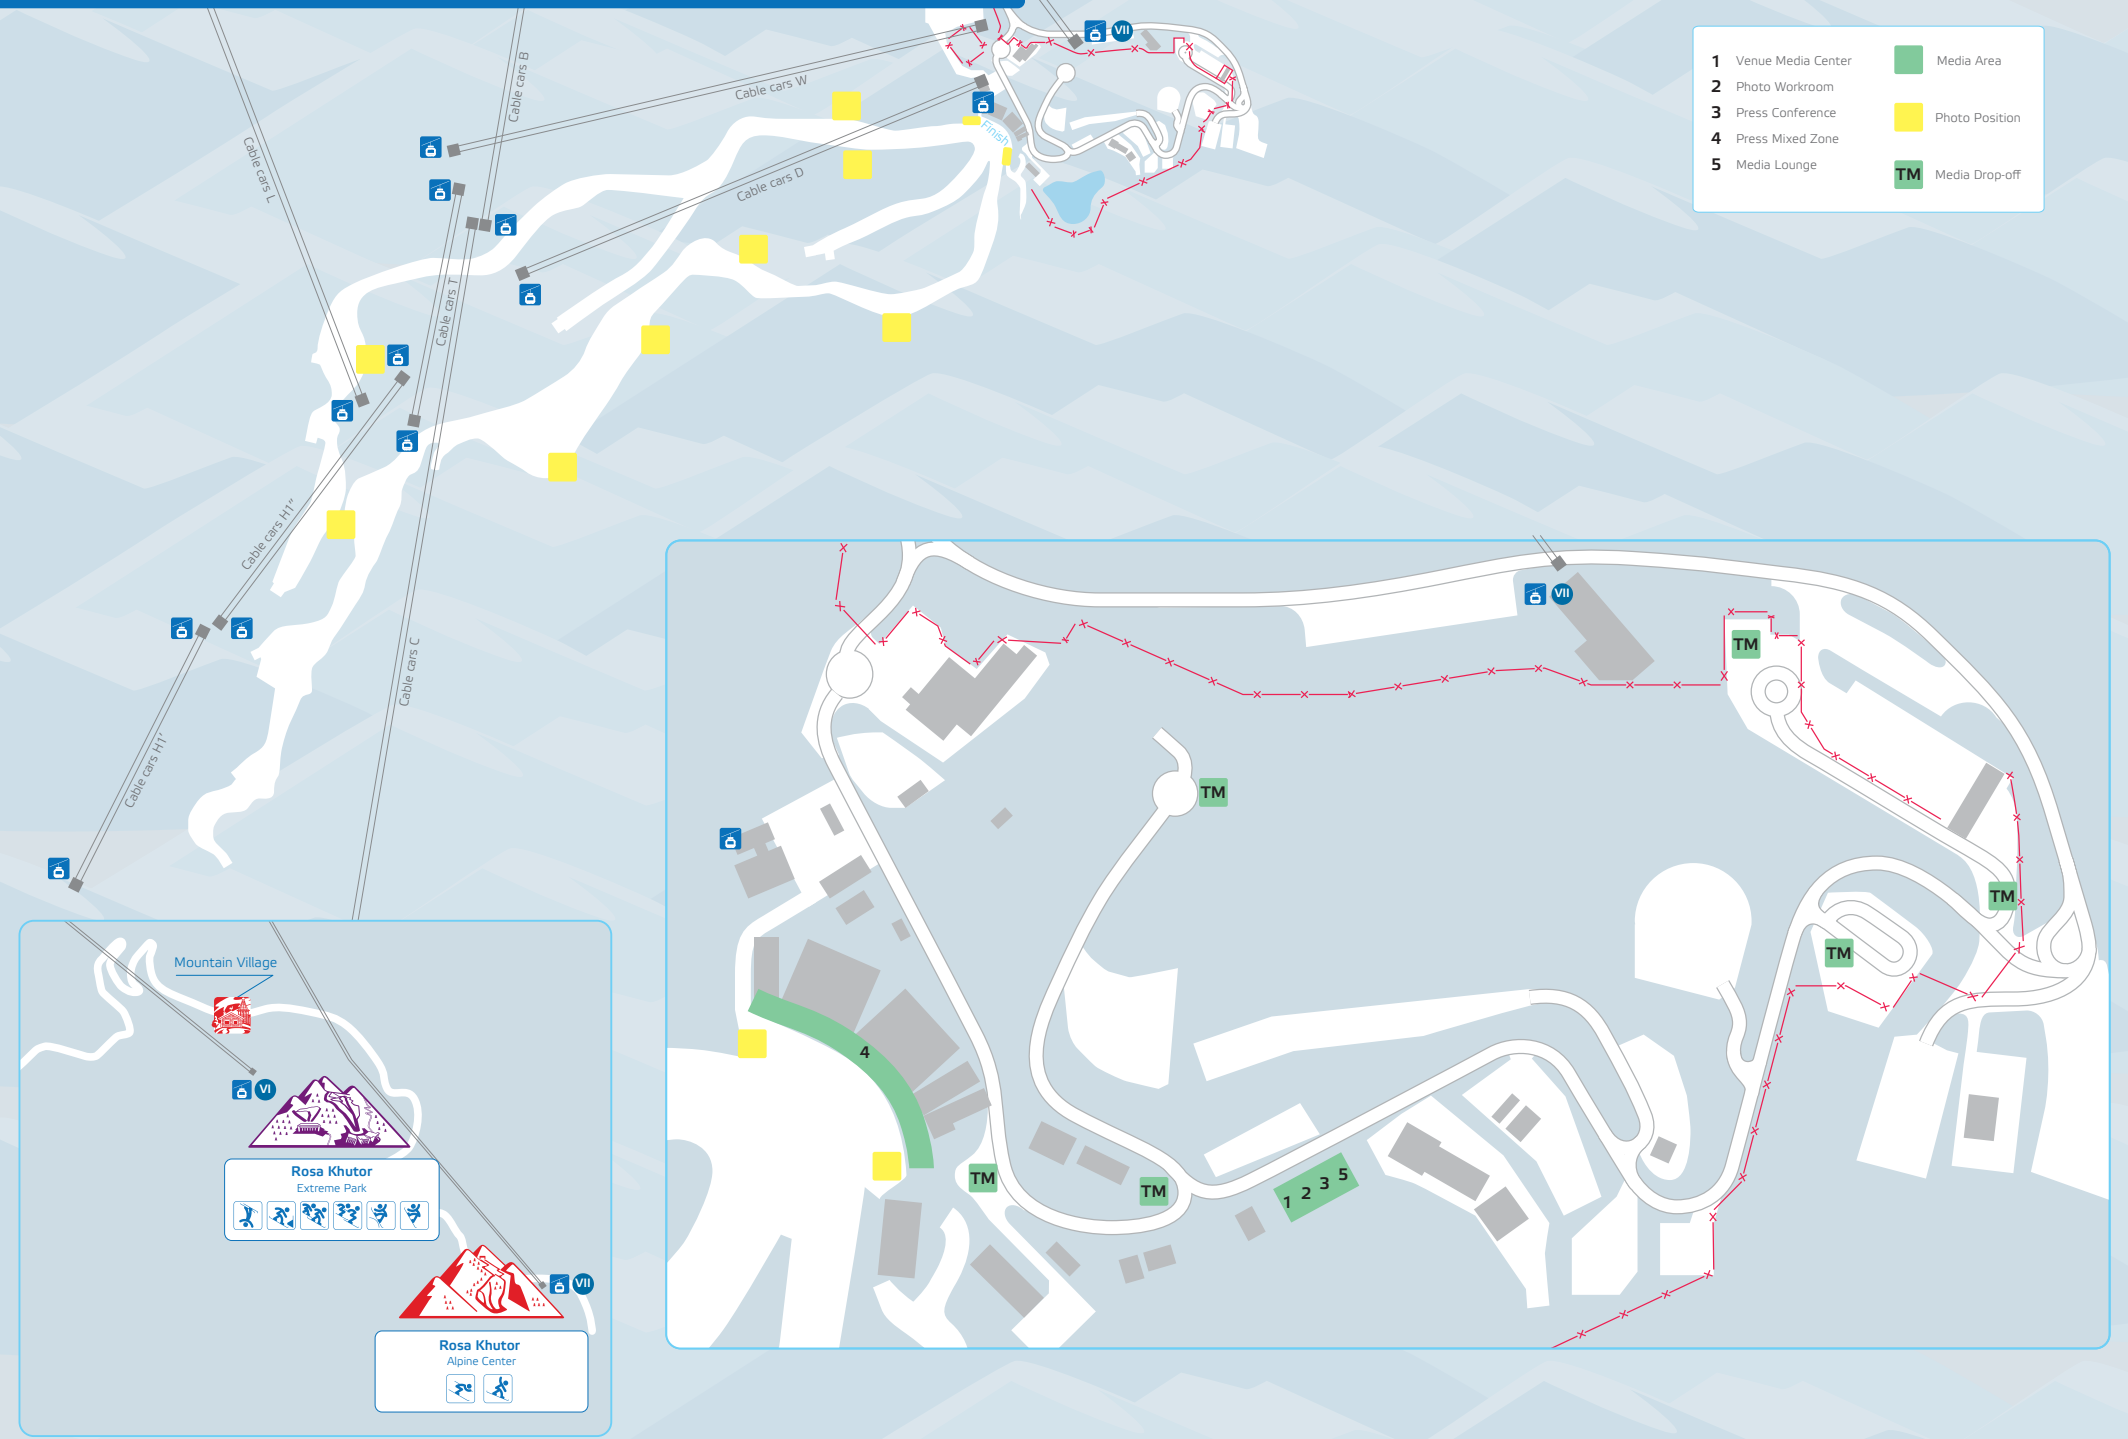 VII
1 Venue Media Center
2 Photo Workroom
3 Press Conference
4 Press Mixed Zone
5 Media Lounge
Media Area
Photo Position
TM Media Drop-off
Cable cars B
Cable cars W
Finish
Cable cars L
Cable cars D
Cable cars T
Cable cars H1"
Cable cars C
Cable cars H1'
VII
TM
TM
TM
TM
4
TM
TM
1 2 3 5
Mountain Village
VI
Rosa Khutor
Extreme Park
VII
Rosa Khutor
Alpine Center